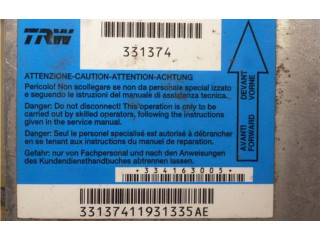 TRW
331374
ATTENZIONE-CAUTION-ATTENTION-ACHTUNG
Pericolo! Non scollegare se non da personale special izzato
e seguendo le istruzioni del manuale di assistenza tecnica.
Danger: Do not disconnect! This operation is only to be
carried out by skilled operators, following the instructions
given in the service manual.
Danger: Seul le personel specialisé est autorisé à débrancher
en se tenant aux instructions du manuel de reparation.
Gefahr: nur von Fachpersonal und nach den Anweisungen
des Kundendiensthandbuches abtrennen lassen.
AVANTI DEVANT
FORWARD VORNE
*334163005*
33137411931335AE